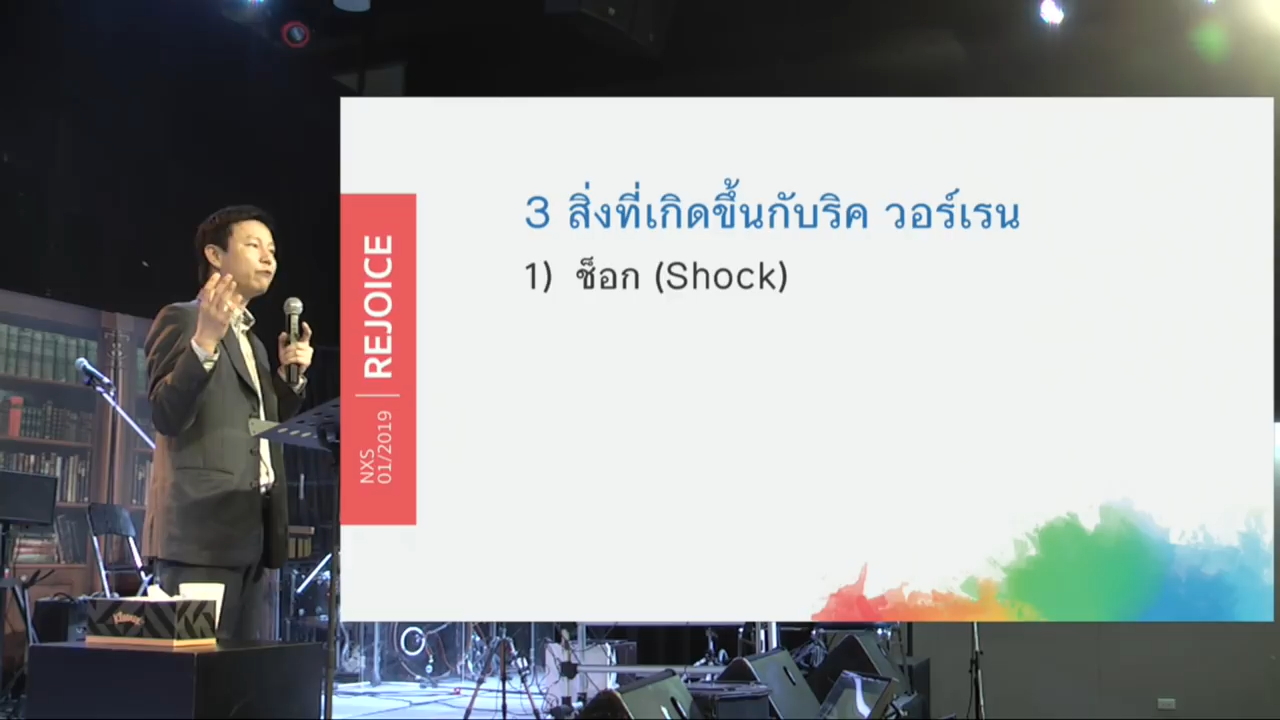 3 สิ่งที่เกิดขึ้นกับริค วอร์เรน
1) ช็อก (Shock)
REJOICE
NXS
01/2019
Kleenex